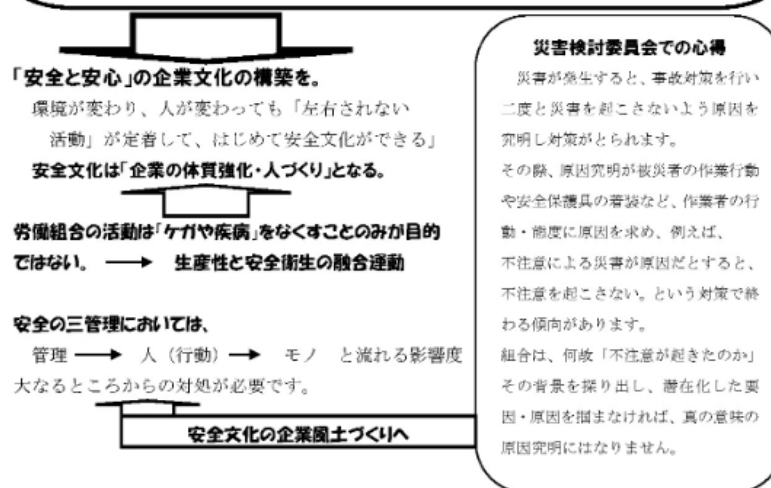 「安全と安心」の企業文化の構築を。
環境が変わり、人が変わっても「左右されない
活動」が定着して、はじめて安全文化ができる」
安全文化は「企業の体質強化・人づくり」となる。
労働組合の活動は「ケガや疾病」をなくすことのみが目的
ではない。 → 生産性と安全衛生の融合運動
安全の三管理においては、
管理 → 人（行動）→ モノ と流れる影響度
大なるところからの対処が必要です。
安全文化の企業風土づくりへ
災害検討委員会での心得
災害が発生すると、事故対策を行い
二度と災害を起こさないよう原因を
究明し対策がとられます。
その際、原因究明が被災者の作業行動
や安全保護具の着装など、作業者の行
動・態度に原因を求め、例えば、
不注意による災害が原因だとすると、
不注意を起こさない。という対策で終
わる傾向があります。
組合は、何故「不注意が起きたのか」
その背景を探り出し、潜在化した要
因・原因を掴まなければ、真の意味の
原因究明にはなりません。